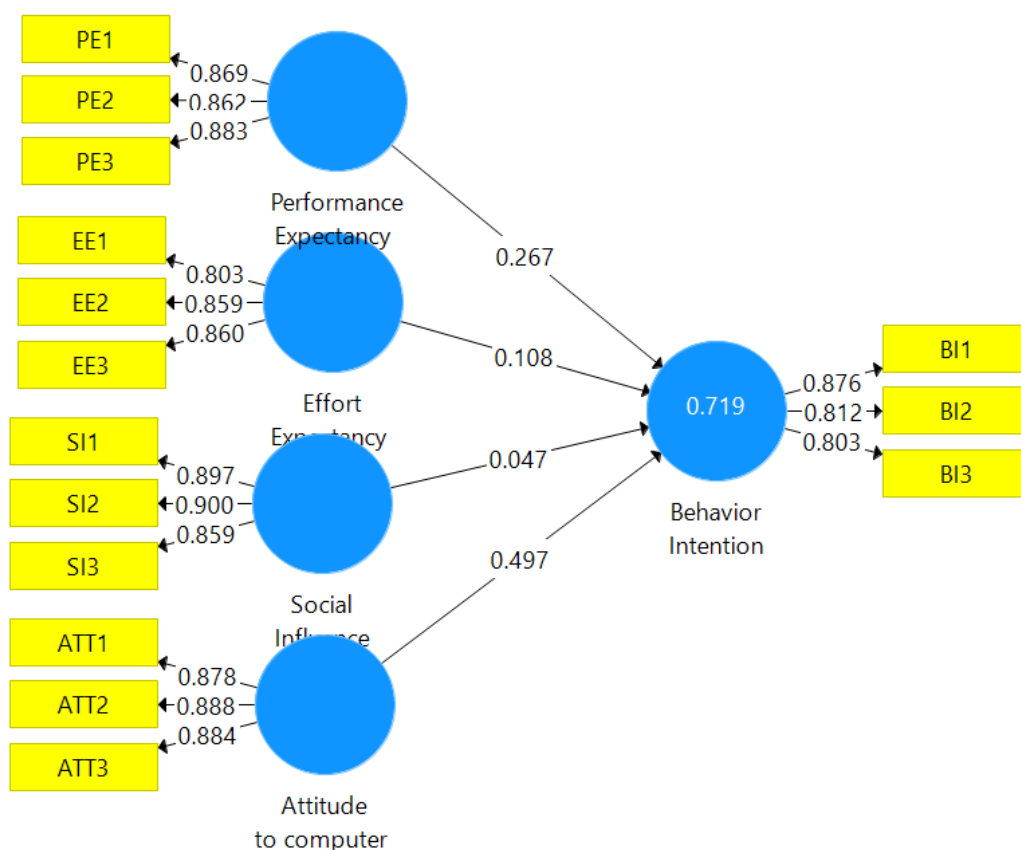 PE1
0.869
PE2
0.862
PE3
0.883
Performance
Expectancy
EE1
0.803
EE2
0.859
EE3
0.860
Effort
Expectancy
SI1
0.897
SI2
0.900
SI3
0.859
Social
Influence
ATT1
0.878
ATT2
0.888
ATT3
0.884
Attitude
to computer
0.267
0.108
0.047
0.497
0.719
Behavior
Intention
0.876
BI1
0.812
BI2
0.803
BI3